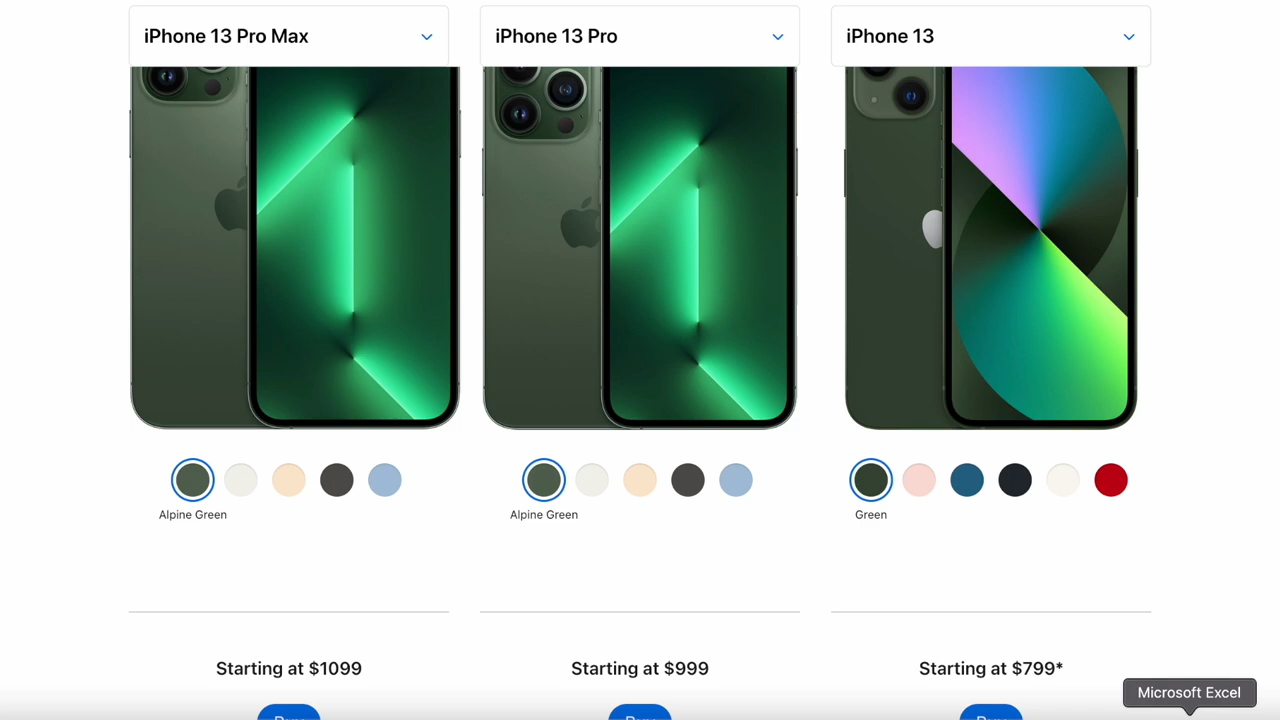 iPhone 13 Pro Max
iPhone 13 Pro
iPhone 13
Alpine Green
Alpine Green
Green
Starting at $1099
Starting at $999
Starting at $799*
Microsoft Excel